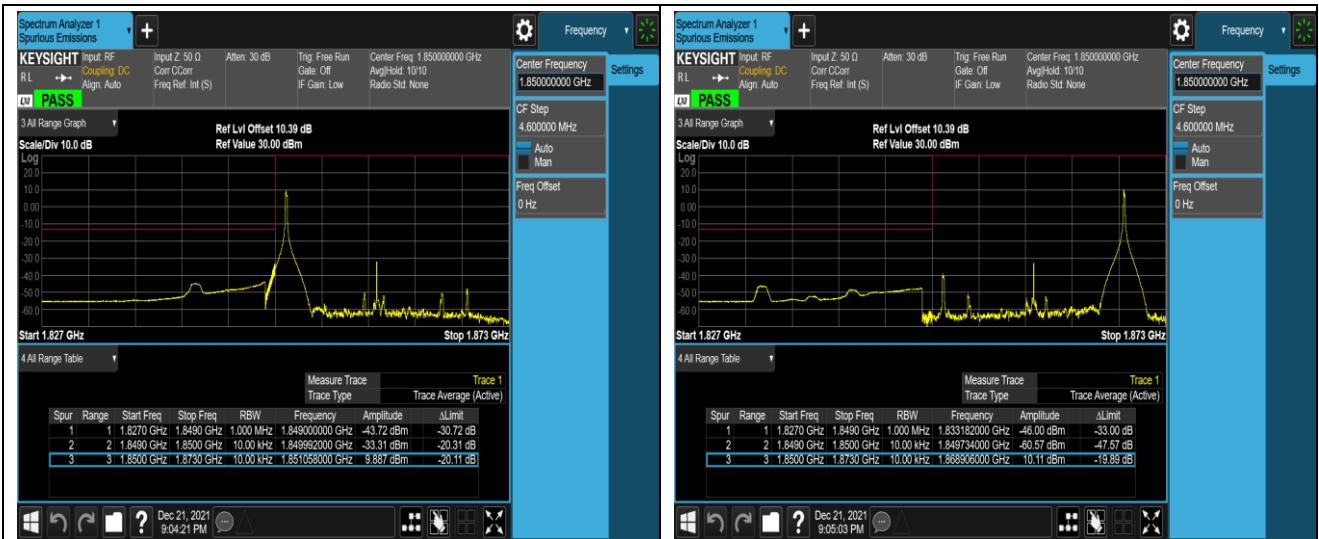 Spectrum Analyzer 1
Spurious Emissions
Frequency
KEYSIGHT Input: RF Input Z: 50 Ω Atten: 30 dB Trig: Free Run Center Freq: 1.850000000 GHz
Coupling: DC Corr CCorr Gate: Off Avg|Hold: 10/10
RL Align: Auto Freq Ref: Int (S) IF Gain: Low Radio Std: None
LXI PASS
Center Frequency
1.850000000 GHz
Settings
CF Step
4.600000 MHz
Auto
Man
Freq Offset
0 Hz
3 All Range Graph
Ref Lvl Offset 10.39 dB
Scale/Div 10.0 dB Ref Value 30.00 dBm
Log
20.0
10.0
0.00
-10.0
-20.0
-30.0
-40.0
-50.0
-60.0
Start 1.827 GHz Stop 1.873 GHz
4 All Range Table
Measure Trace Trace 1
Trace Type Trace Average (Active)
Spur Range Start Freq Stop Freq RBW Frequency Amplitude ΔLimit
1 1 1.8270 GHz 1.8490 GHz 1.000 MHz 1.849000000 GHz -43.72 dBm -30.72 dB
2 2 1.8490 GHz 1.8500 GHz 10.00 kHz 1.849992000 GHz -33.31 dBm -20.31 dB
3 3 1.8500 GHz 1.8730 GHz 10.00 kHz 1.851058000 GHz 9.887 dBm -20.11 dB
Dec 21, 2021
9:04:21 PM
Spectrum Analyzer 1
Spurious Emissions
Frequency
KEYSIGHT Input: RF Input Z: 50 Ω Atten: 30 dB Trig: Free Run Center Freq: 1.850000000 GHz
Coupling: DC Corr CCorr Gate: Off Avg|Hold: 10/10
RL Align: Auto Freq Ref: Int (S) IF Gain: Low Radio Std: None
LXI PASS
Center Frequency
1.850000000 GHz
Settings
CF Step
4.600000 MHz
Auto
Man
Freq Offset
0 Hz
3 All Range Graph
Ref Lvl Offset 10.39 dB
Scale/Div 10.0 dB Ref Value 30.00 dBm
Log
20.0
10.0
0.00
-10.0
-20.0
-30.0
-40.0
-50.0
-60.0
Start 1.827 GHz Stop 1.873 GHz
4 All Range Table
Measure Trace Trace 1
Trace Type Trace Average (Active)
Spur Range Start Freq Stop Freq RBW Frequency Amplitude ΔLimit
1 1 1.8270 GHz 1.8490 GHz 1.000 MHz 1.833182000 GHz -46.00 dBm -33.00 dB
2 2 1.8490 GHz 1.8500 GHz 10.00 kHz 1.849734000 GHz -60.57 dBm -47.57 dB
3 3 1.8500 GHz 1.8730 GHz 10.00 kHz 1.868906000 GHz 10.11 dBm -19.89 dB
Dec 21, 2021
9:05:03 PM